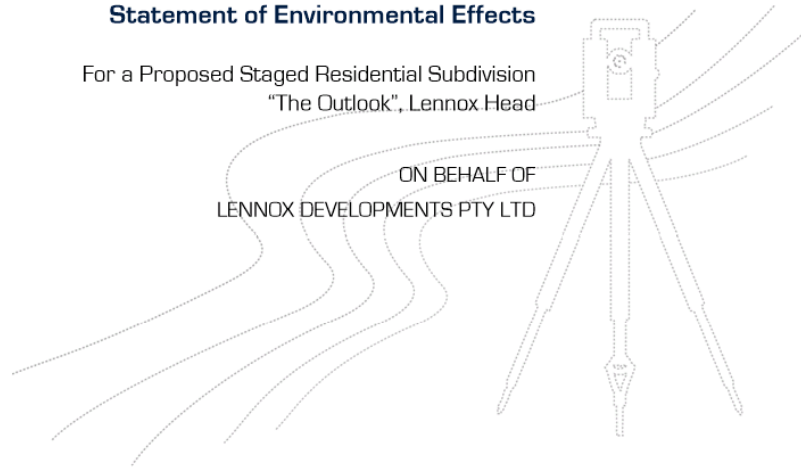 Statement of Environmental Effects
For a Proposed Staged Residential Subdivision
“The Outlook”, Lennox Head
ON BEHALF OF
LENNOX DEVELOPMENTS PTY LTD